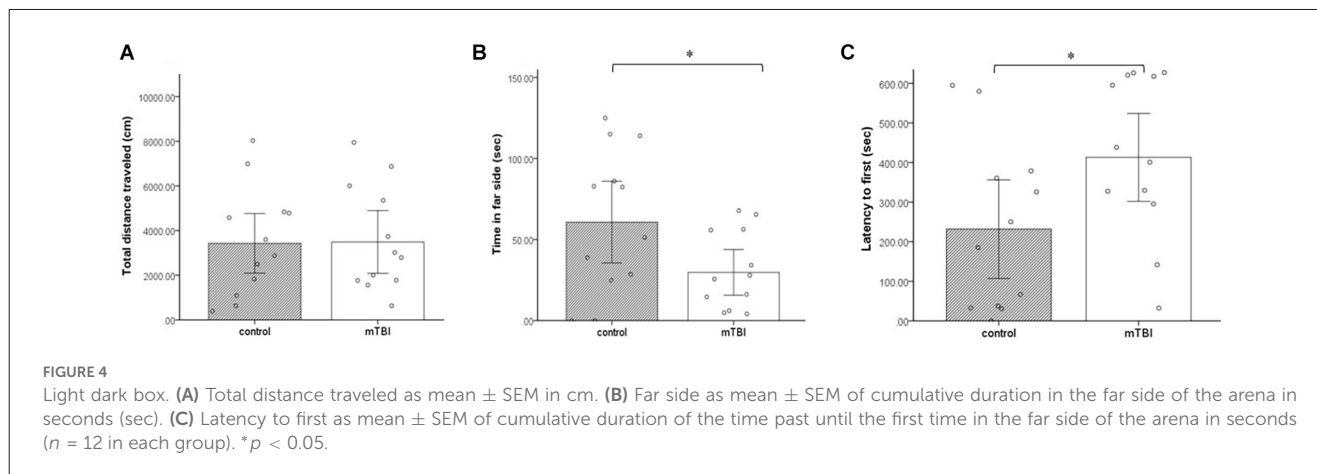 A
Total distance traveled (cm)
10000.00
8000.00
6000.00
4000.00
2000.00
.00
control
mTBI
B
*
Time in far side (sec)
150.00
100.00
50.00
.00
control
mTBI
C
*
Latency to first (sec)
600.00
500.00
400.00
300.00
200.00
100.00
.00
control
mTBI
FIGURE 4
Light dark box. (A) Total distance traveled as mean ± SEM in cm. (B) Far side as mean ± SEM of cumulative duration in the far side of the arena in
seconds (sec). (C) Latency to first as mean ± SEM of cumulative duration of the time past until the first time in the far side of the arena in seconds
(n = 12 in each group). *p < 0.05.